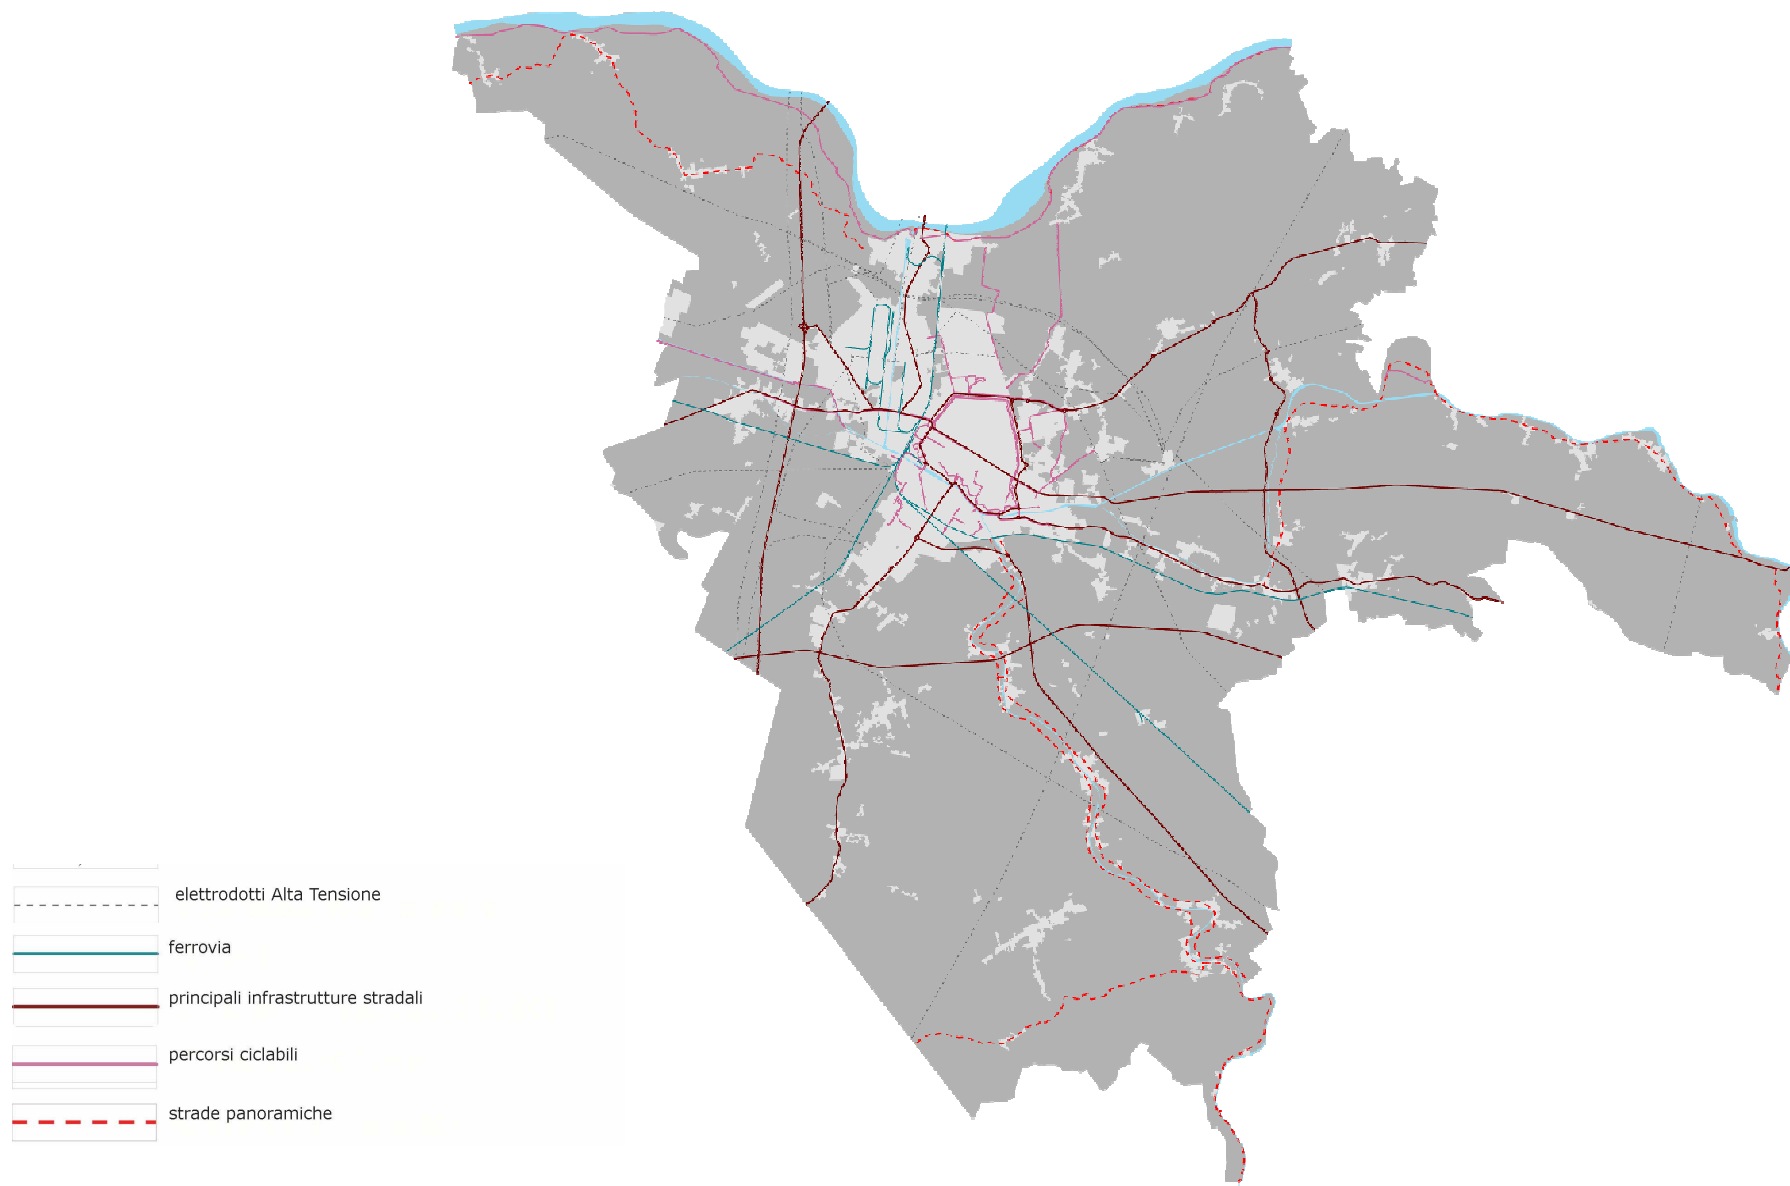 elettrodotti Alta Tensione
ferrovia
principali infrastrutture stradali
percorsi ciclabili
strade panoramiche